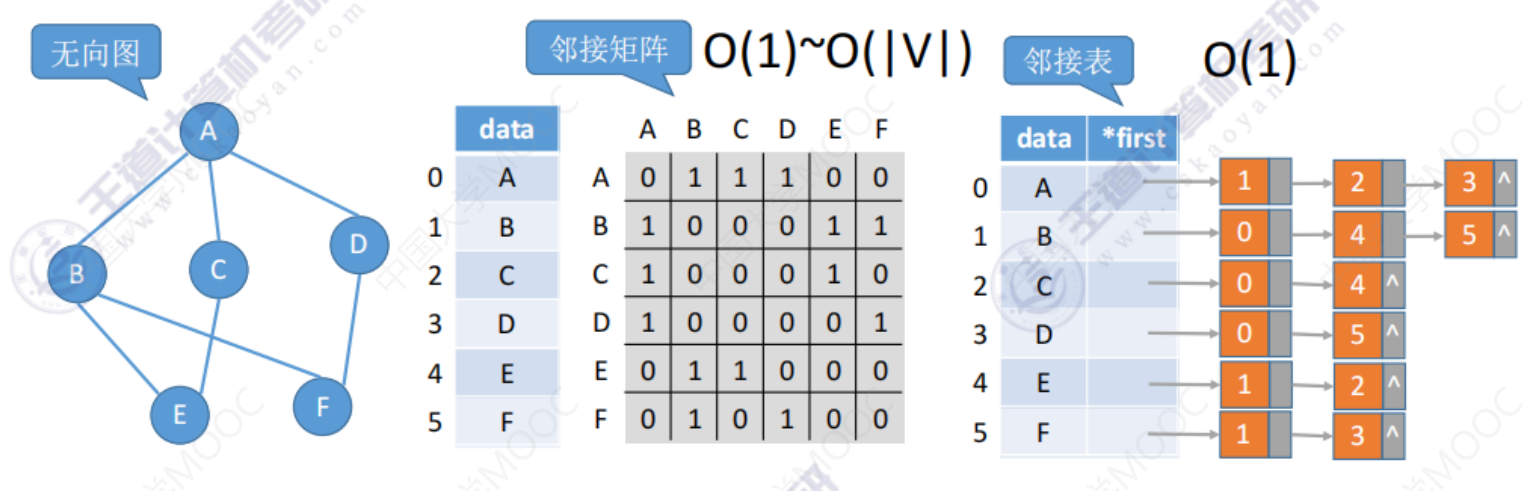 无向图
邻接矩阵
O(1)~O(|V|)
邻接表
O(1)
A
B
C
D
E
F
data
0 A
1 B
2 C
3 D
4 E
5 F
A B C D E F
A 0 1 1 1 0 0
B 1 0 0 0 1 1
C 1 0 0 0 1 0
D 1 0 0 0 0 1
E 0 1 1 0 0 0
F 0 1 0 1 0 0
data *first
0 A 1 2 3 ^
1 B 0 4 5 ^
2 C 0 4 ^
3 D 0 5 ^
4 E 1 2 ^
5 F 1 3 ^
王道计算机考研
www.cskaoyan.com
中国大学MOOC